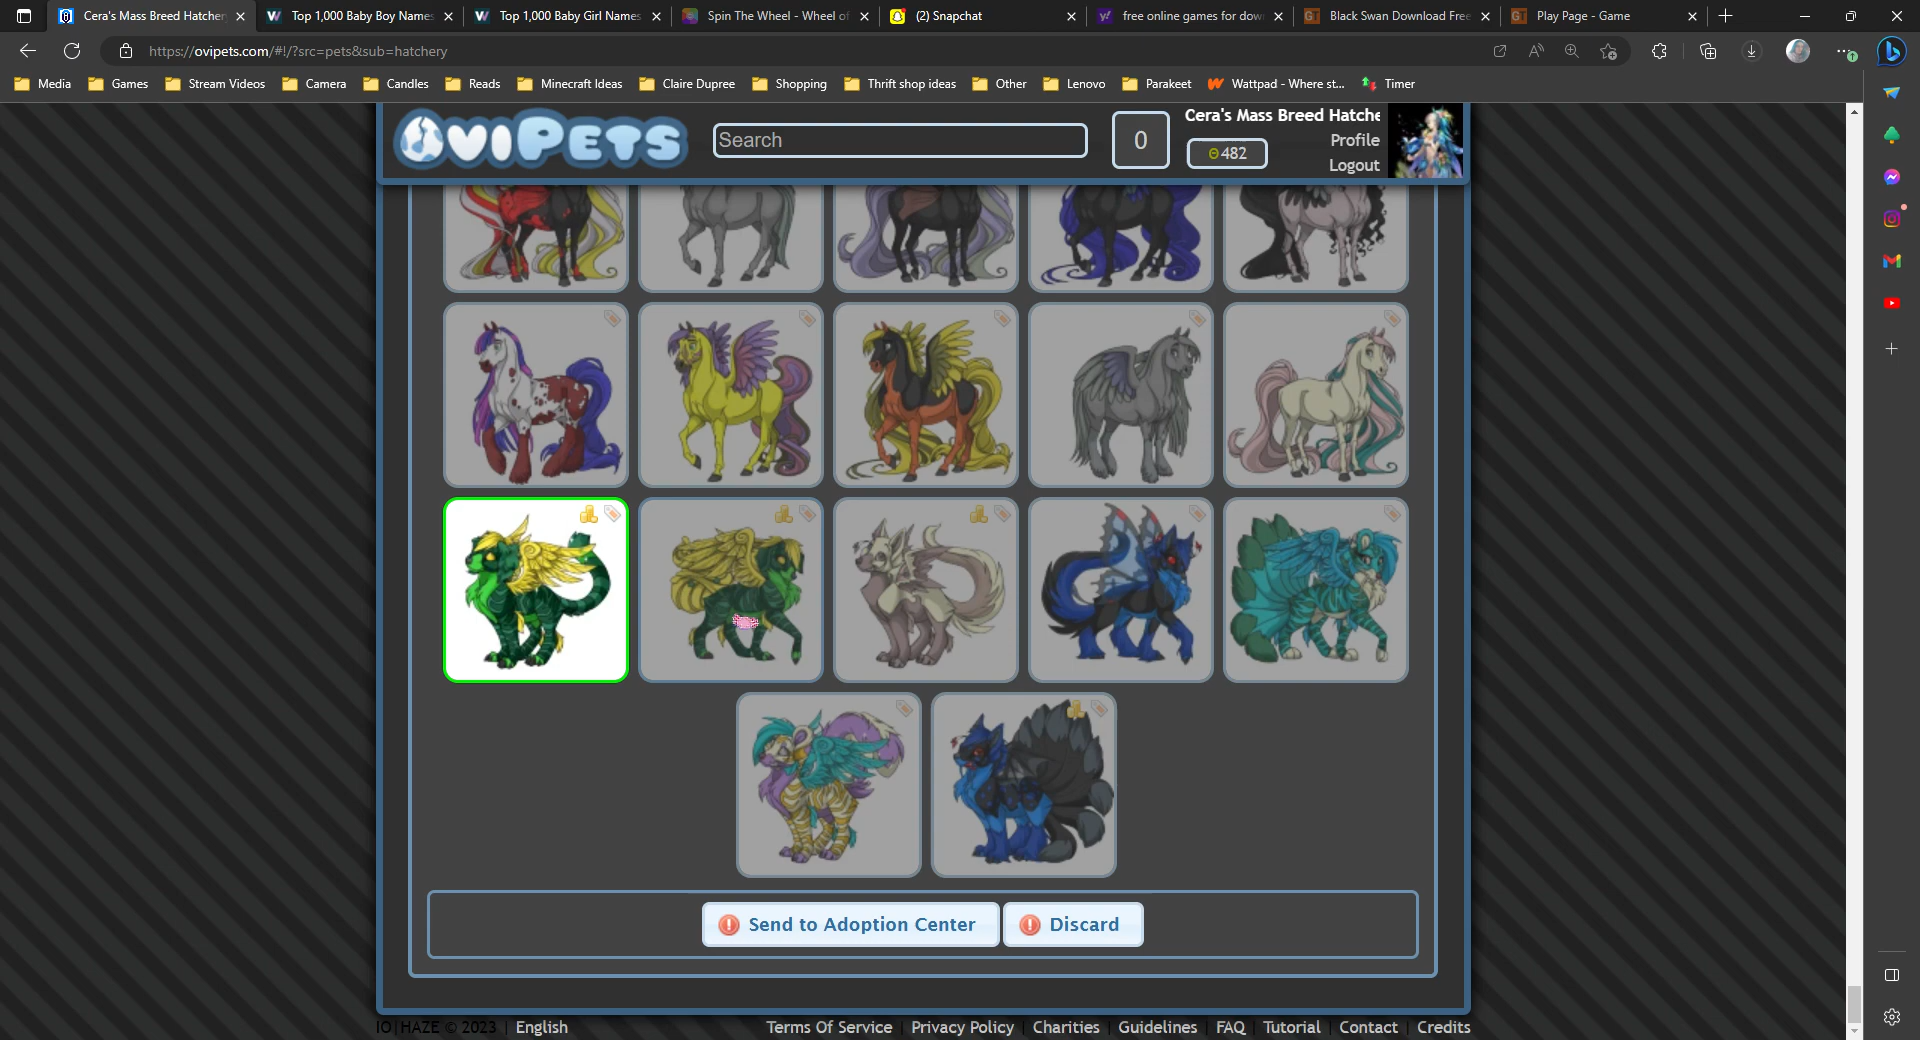 Cera's Mass Breed Hatcher
Top 1,000 Baby Boy Names
Top 1,000 Baby Girl Names
Spin The Wheel - Wheel of
(2) Snapchat
free online games for dow
Black Swan Download Free
Play Page - Game
https://ovipets.com/#!/?src=pets&sub=hatchery
Media
Games
Stream Videos
Camera
Candles
Reads
Minecraft Ideas
Claire Dupree
Shopping
Thrift shop ideas
Other
Lenovo
Parakeet
Wattpad - Where st...
Timer
OVIPETS
Search
0
Cera's Mass Breed Hatche
482
Profile
Logout
Send to Adoption Center
Discard
IO|HAZE © 2023
English
Terms Of Service
Privacy Policy
Charities
Guidelines
FAQ
Tutorial
Contact
Credits